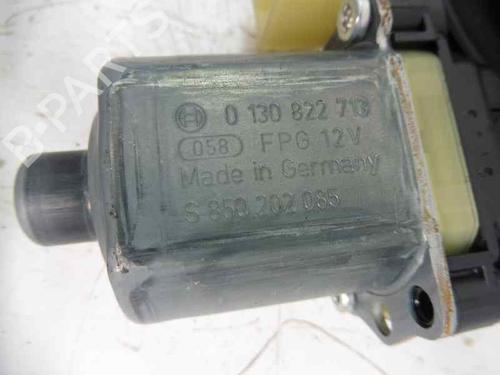 0 130 822 713
058 FPG 12V
Made in Germany
S 850 202 085
B-PARTS